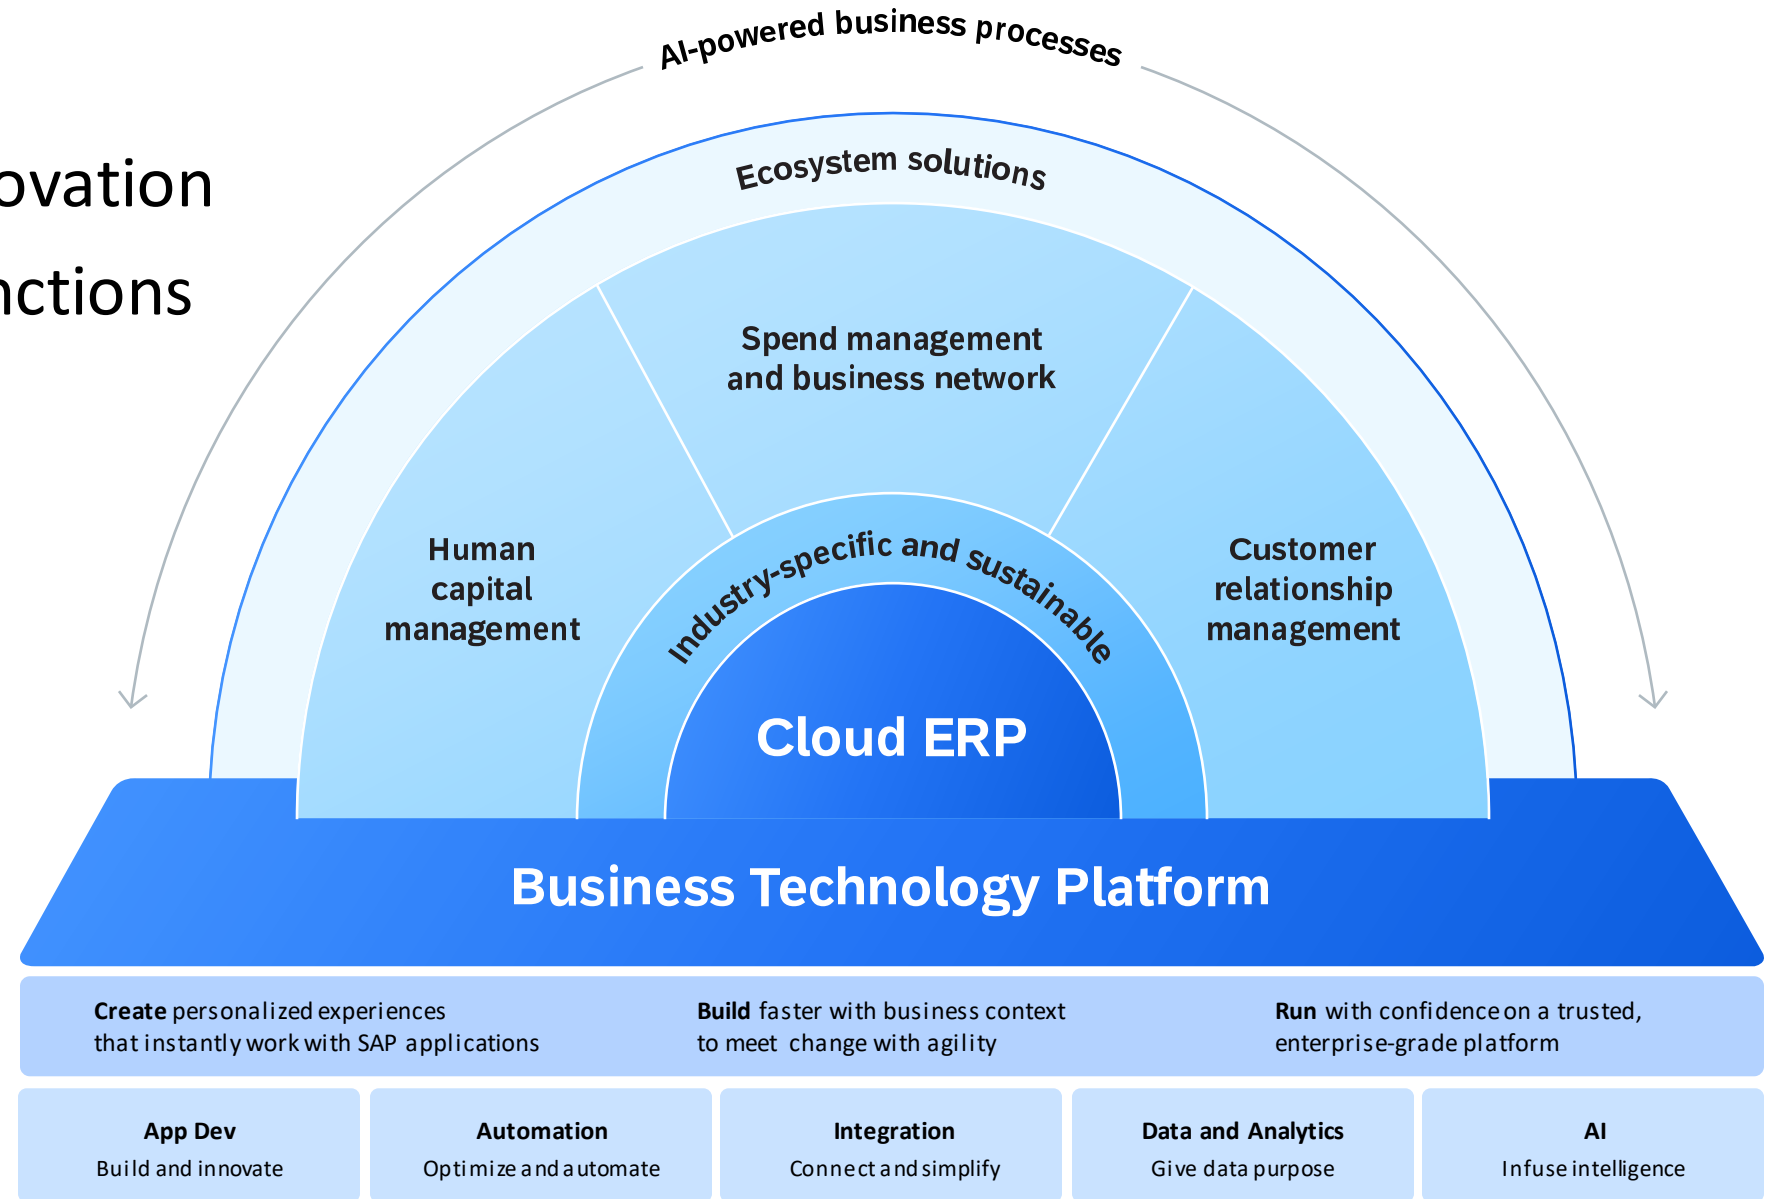 AI-powered business processes
ovation
nctions
Ecosystem solutions
Spend management
and business network
Human
capital
management
Industry-specific and sustainable
Customer
relationship
management
Cloud ERP
Business Technology Platform
Create personalized experiences
that instantly work with SAP applications
Build faster with business context
to meet change with agility
Run with confidence on a trusted,
enterprise-grade platform
App Dev
Build and innovate
Automation
Optimize and automate
Integration
Connect and simplify
Data and Analytics
Give data purpose
AI
Infuse intelligence